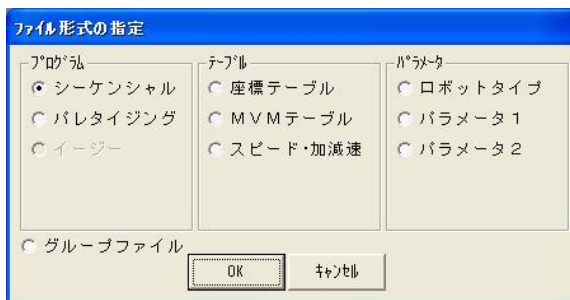 ファイル形式の指定
プログラム
シーケンシャル
パレタイジング
イージー
テーブル
座標テーブル
MVMテーブル
スピード・加減速
パラメータ
ロボットタイプ
パラメータ1
パラメータ2
グループファイル
OK
キャンセル